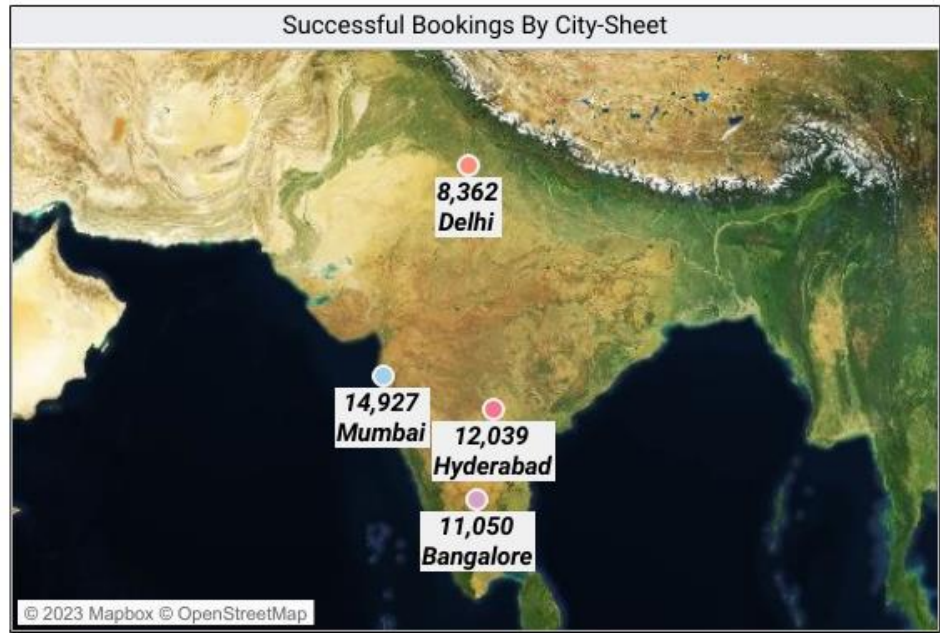 Successful Bookings By City-Sheet
8,362
Delhi
14,927
Mumbai
12,039
Hyderabad
11,050
Bangalore
© 2023 Mapbox © OpenStreetMap